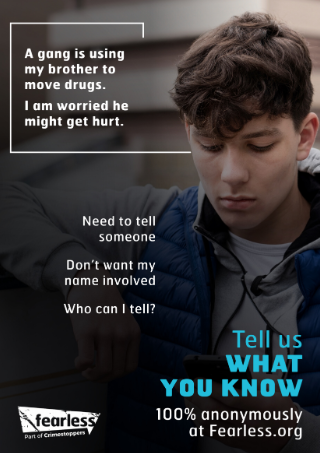 A gang is using
my brother to
move drugs.
I am worried he
might get hurt.
Need to tell
someone
Don't want my
name involved
Who can I tell?
Tell us
WHAT
YOU KNOW
100% anonymously
at Fearless.org
fearless
Part of Crimestoppers